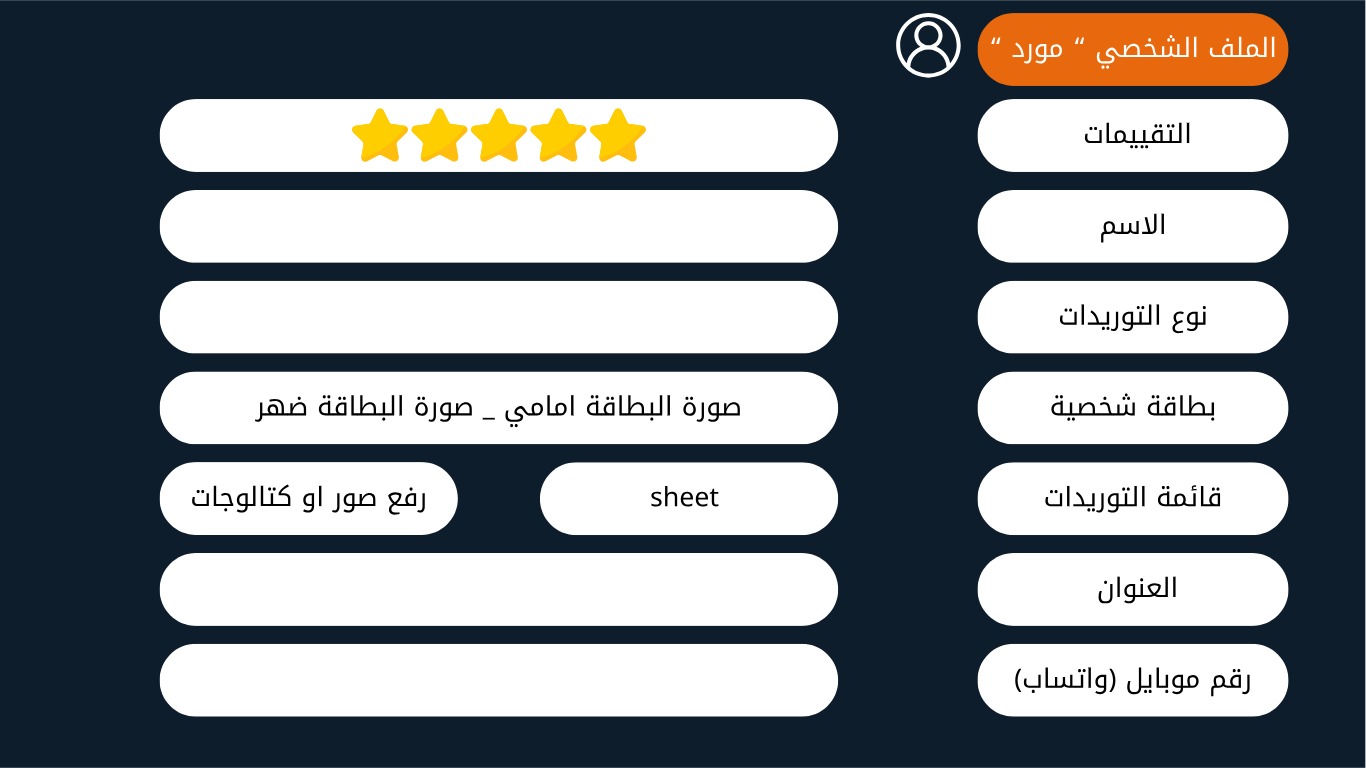 الملف الشخصي “ مورد “
التقييمات
الاسم
نوع التوريدات
بطاقة شخصية
صورة البطاقة امامي _ صورة البطاقة ضهر
قائمة التوريدات
sheet
رفع صور او كتالوجات
العنوان
رقم موبايل (واتساب)